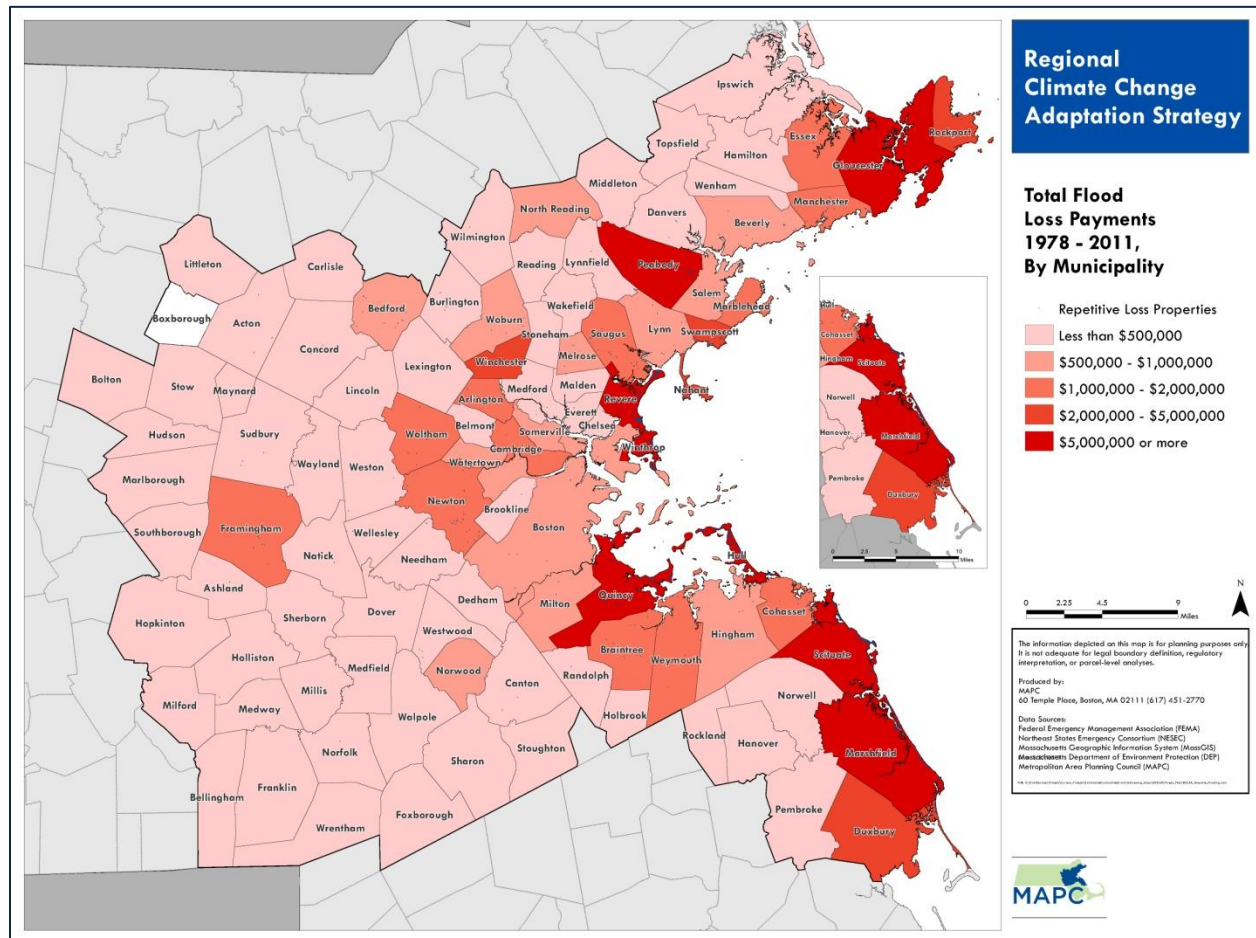 Regional
Climate Change
Adaptation Strategy
Total Flood
Loss Payments
1978 - 2011,
By Municipality
Repetitive Loss Properties
Less than $500,000
$500,000 - $1,000,000
$1,000,000 - $2,000,000
$2,000,000 - $5,000,000
$5,000,000 or more
Ipswich
Rockport
Essex
Topsfield
Gloucester
Hamilton
Middleton
Wenham
Manchester
Danvers
North Reading
Beverly
Wilmington
Reading
Lynnfield
Peabody
Littleton
Carlisle
Salem
Marblehead
Burlington
Wakefield
Bedford
Boxborough
Acton
Woburn
Stoneham
Saugus
Lynn
Swampscott
Concord
Melrose
Winchester
Lexington
Bolton
Stow
Maynard
Lincoln
Medford
Malden
Nahant
Arlington
Revere
Everett
Belmont
Chelsea
Somerville
Hudson
Sudbury
Waltham
Winthrop
Cambridge
Watertown
Wayland
Weston
Marlborough
Newton
Brookline
Boston
Framingham
Southborough
Wellesley
Natick
Needham
Hull
Ashland
Quincy
Dedham
Milton
Cohasset
Hopkinton
Sherborn
Dover
Westwood
Hingham
Braintree
Weymouth
Scituate
Holliston
Medfield
Norwood
Canton
Randolph
Millis
Norwell
Milford
Medway
Holbrook
Walpole
Rockland
Hanover
Norfolk
Sharon
Stoughton
Marshfield
Franklin
Bellingham
Foxborough
Pembroke
Wrentham
Duxbury
Hull
Cohasset
Hingham
Scituate
Norwell
Hanover
Marshfield
Pembroke
Duxbury
0 2.5 5 10
Miles
N
0 2.25 4.5 9
Miles
The information depicted on this map is for planning purposes only.
It is not adequate for legal boundary definition, regulatory
interpretation, or parcel-level analyses.
Produced by:
MAPC
60 Temple Place, Boston, MA 02111 (617) 451-2770
Data Sources:
Federal Emergency Management Association (FEMA)
Northeast States Emergency Consortium (NESEC)
Massachusetts Geographic Information System (MassGIS)
Massachusetts Department of Environment Protection (DEP)
Metropolitan Area Planning Council (MAPC)
MAPC